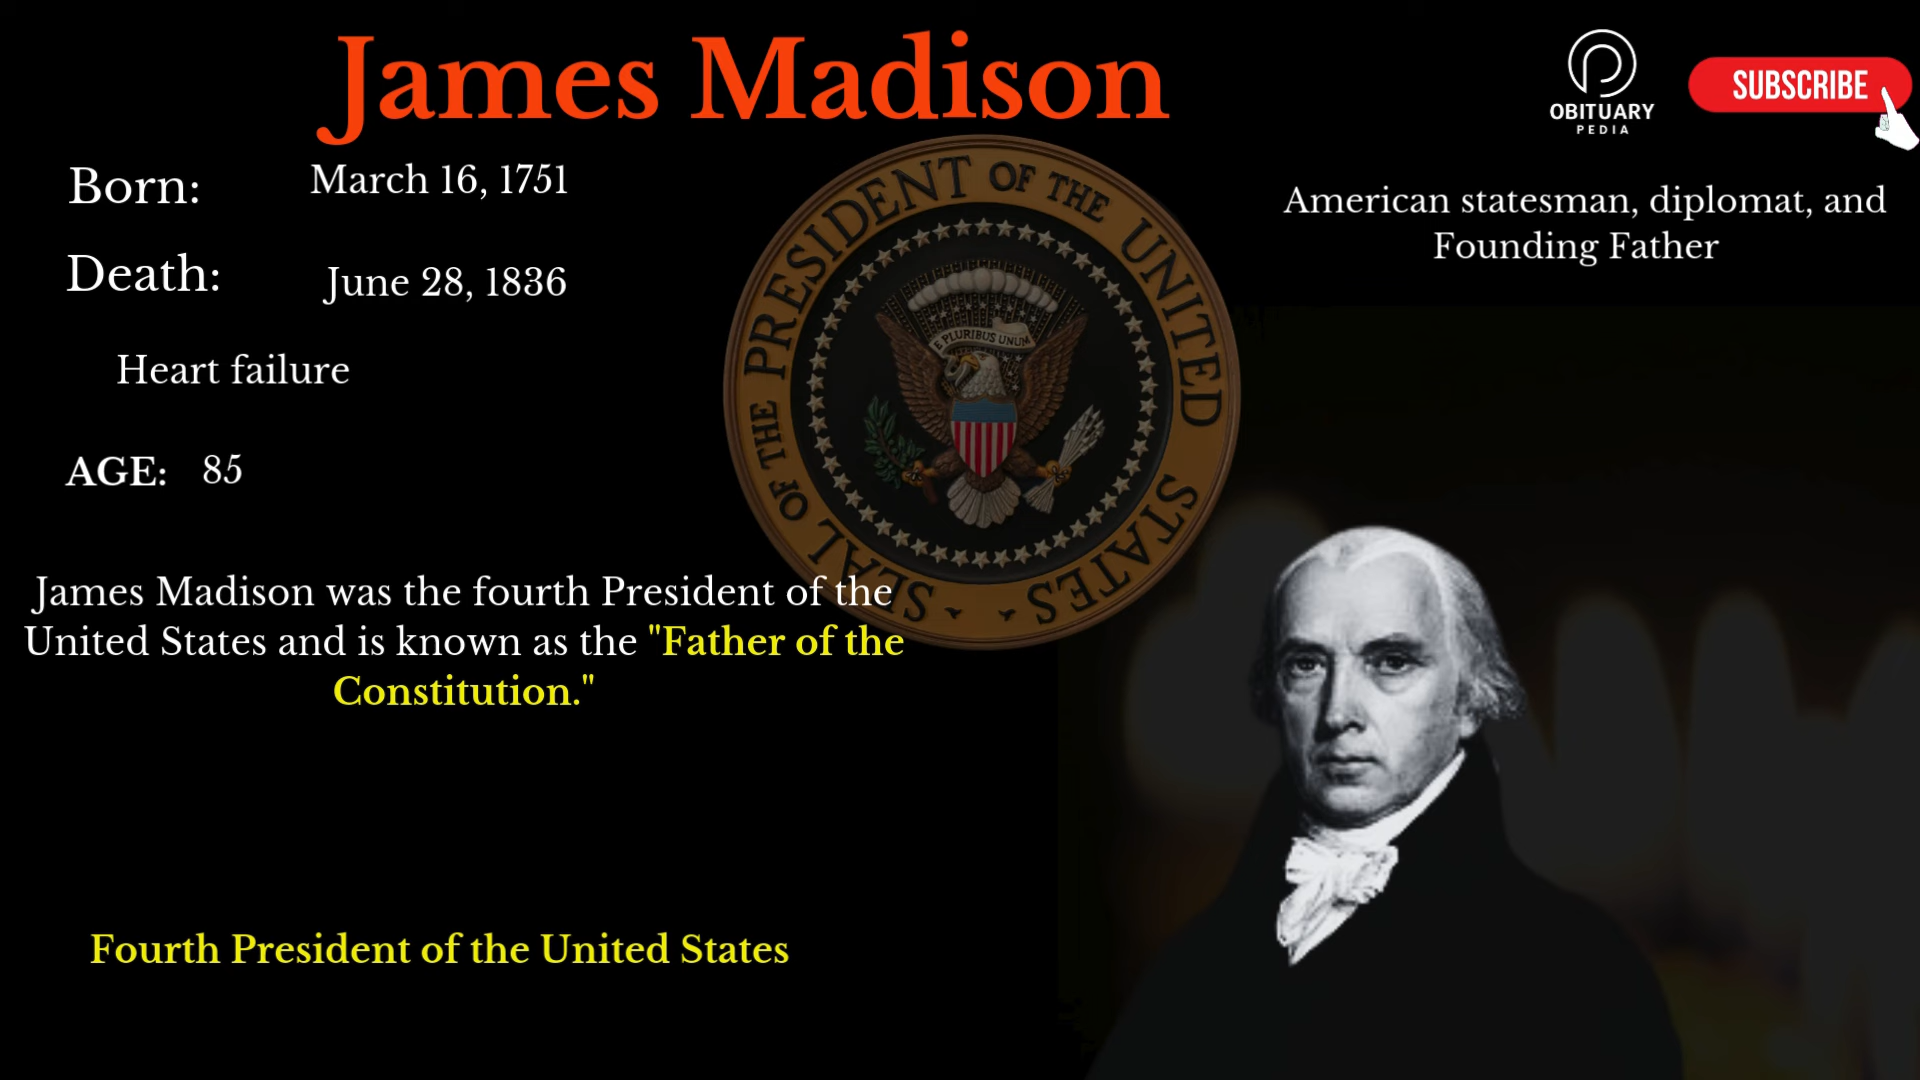 James Madison
OBITUARY
PEDIA
SUBSCRIBE
Born: March 16, 1751
American statesman, diplomat, and
Founding Father
Death: June 28, 1836
Heart failure
AGE: 85
SEAL OF THE PRESIDENT OF THE UNITED STATES
E PLURIBUS UNUM
James Madison was the fourth President of the
United States and is known as the "Father of the
Constitution."
Fourth President of the United States